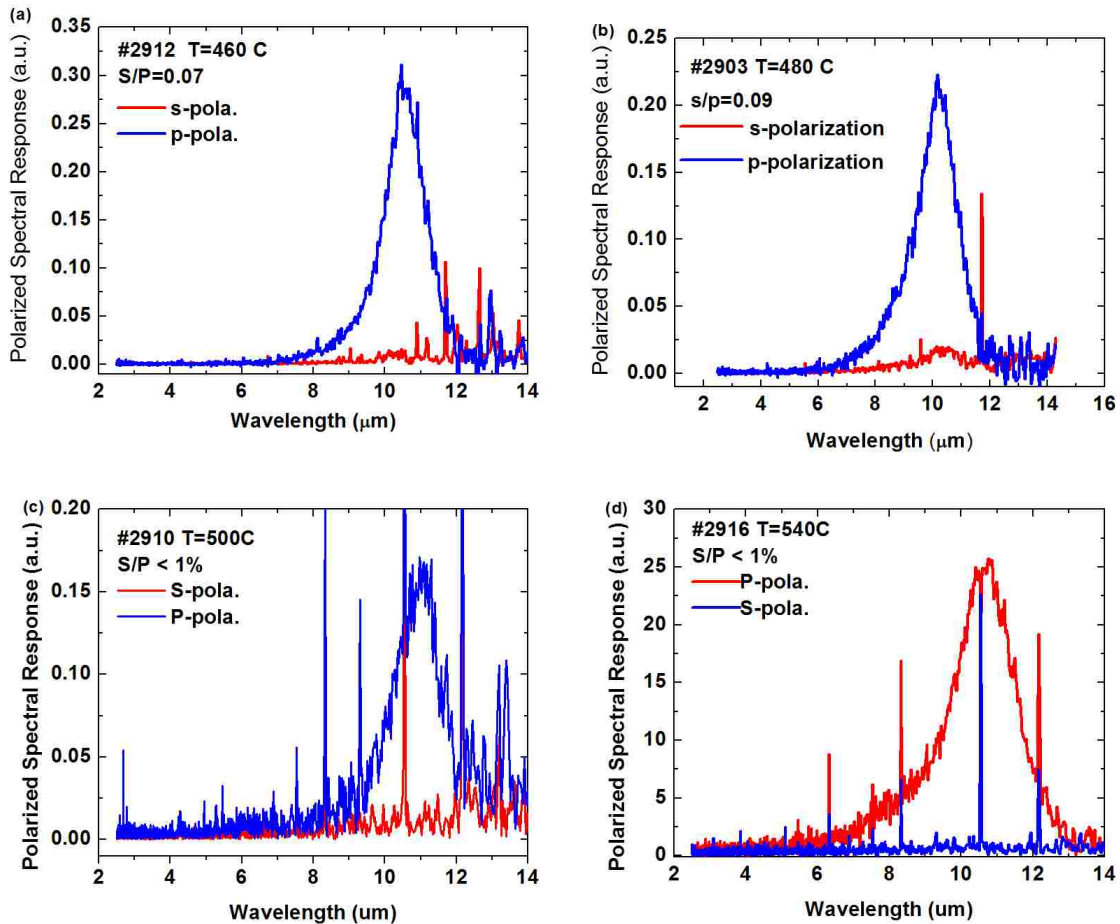 (a)
#2912 T=460 C
S/P=0.07
s-pola.
p-pola.
Polarized Spectral Response (a.u.)
0.35
0.30
0.25
0.20
0.15
0.10
0.05
0.00
2 4 6 8 10 12 14
Wavelength (μm)
(b)
#2903 T=480 C
s/p=0.09
s-polarization
p-polarization
Polarized Spectral Response (a.u.)
0.25
0.20
0.15
0.10
0.05
0.00
2 4 6 8 10 12 14 16
Wavelength (μm)
(c)
#2910 T=500C
S/P < 1%
S-pola.
P-pola.
Polarized Spectral Response (a.u.)
0.20
0.15
0.10
0.05
0.00
2 4 6 8 10 12 14
Wavelength (um)
(d)
#2916 T=540C
S/P < 1%
P-pola.
S-pola.
Polarized Spectral Response (a.u.)
30
25
20
15
10
5
0
2 4 6 8 10 12 14
Wavelength (um)